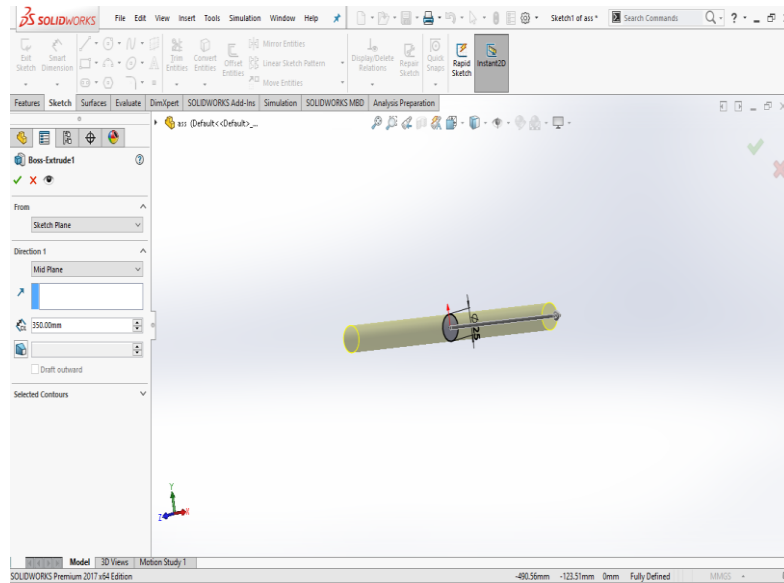 SOLIDWORKS File Edit View Insert Tools Simulation Window Help Sketch1 of ass * Search Commands ?
Exit Sketch Smart Dimension Trim Entities Convert Entities Offset Entities Mirror Entities Linear Sketch Pattern Move Entities Display/Delete Relations Repair Sketch Quick Snaps Rapid Sketch Instant2D
Features Sketch Surfaces Evaluate DimXpert SOLIDWORKS Add-Ins Simulation SOLIDWORKS MBD Analysis Preparation
ass (Default<<Default>_...
Boss-Extrude1
From
Sketch Plane
Direction 1
Mid Plane
350.00mm
Draft outward
Selected Contours
Ø 25
Y
Z X
Model 3D Views Motion Study 1
SOLIDWORKS Premium 2017 x64 Edition -490.56mm -123.51mm 0mm Fully Defined MMGS